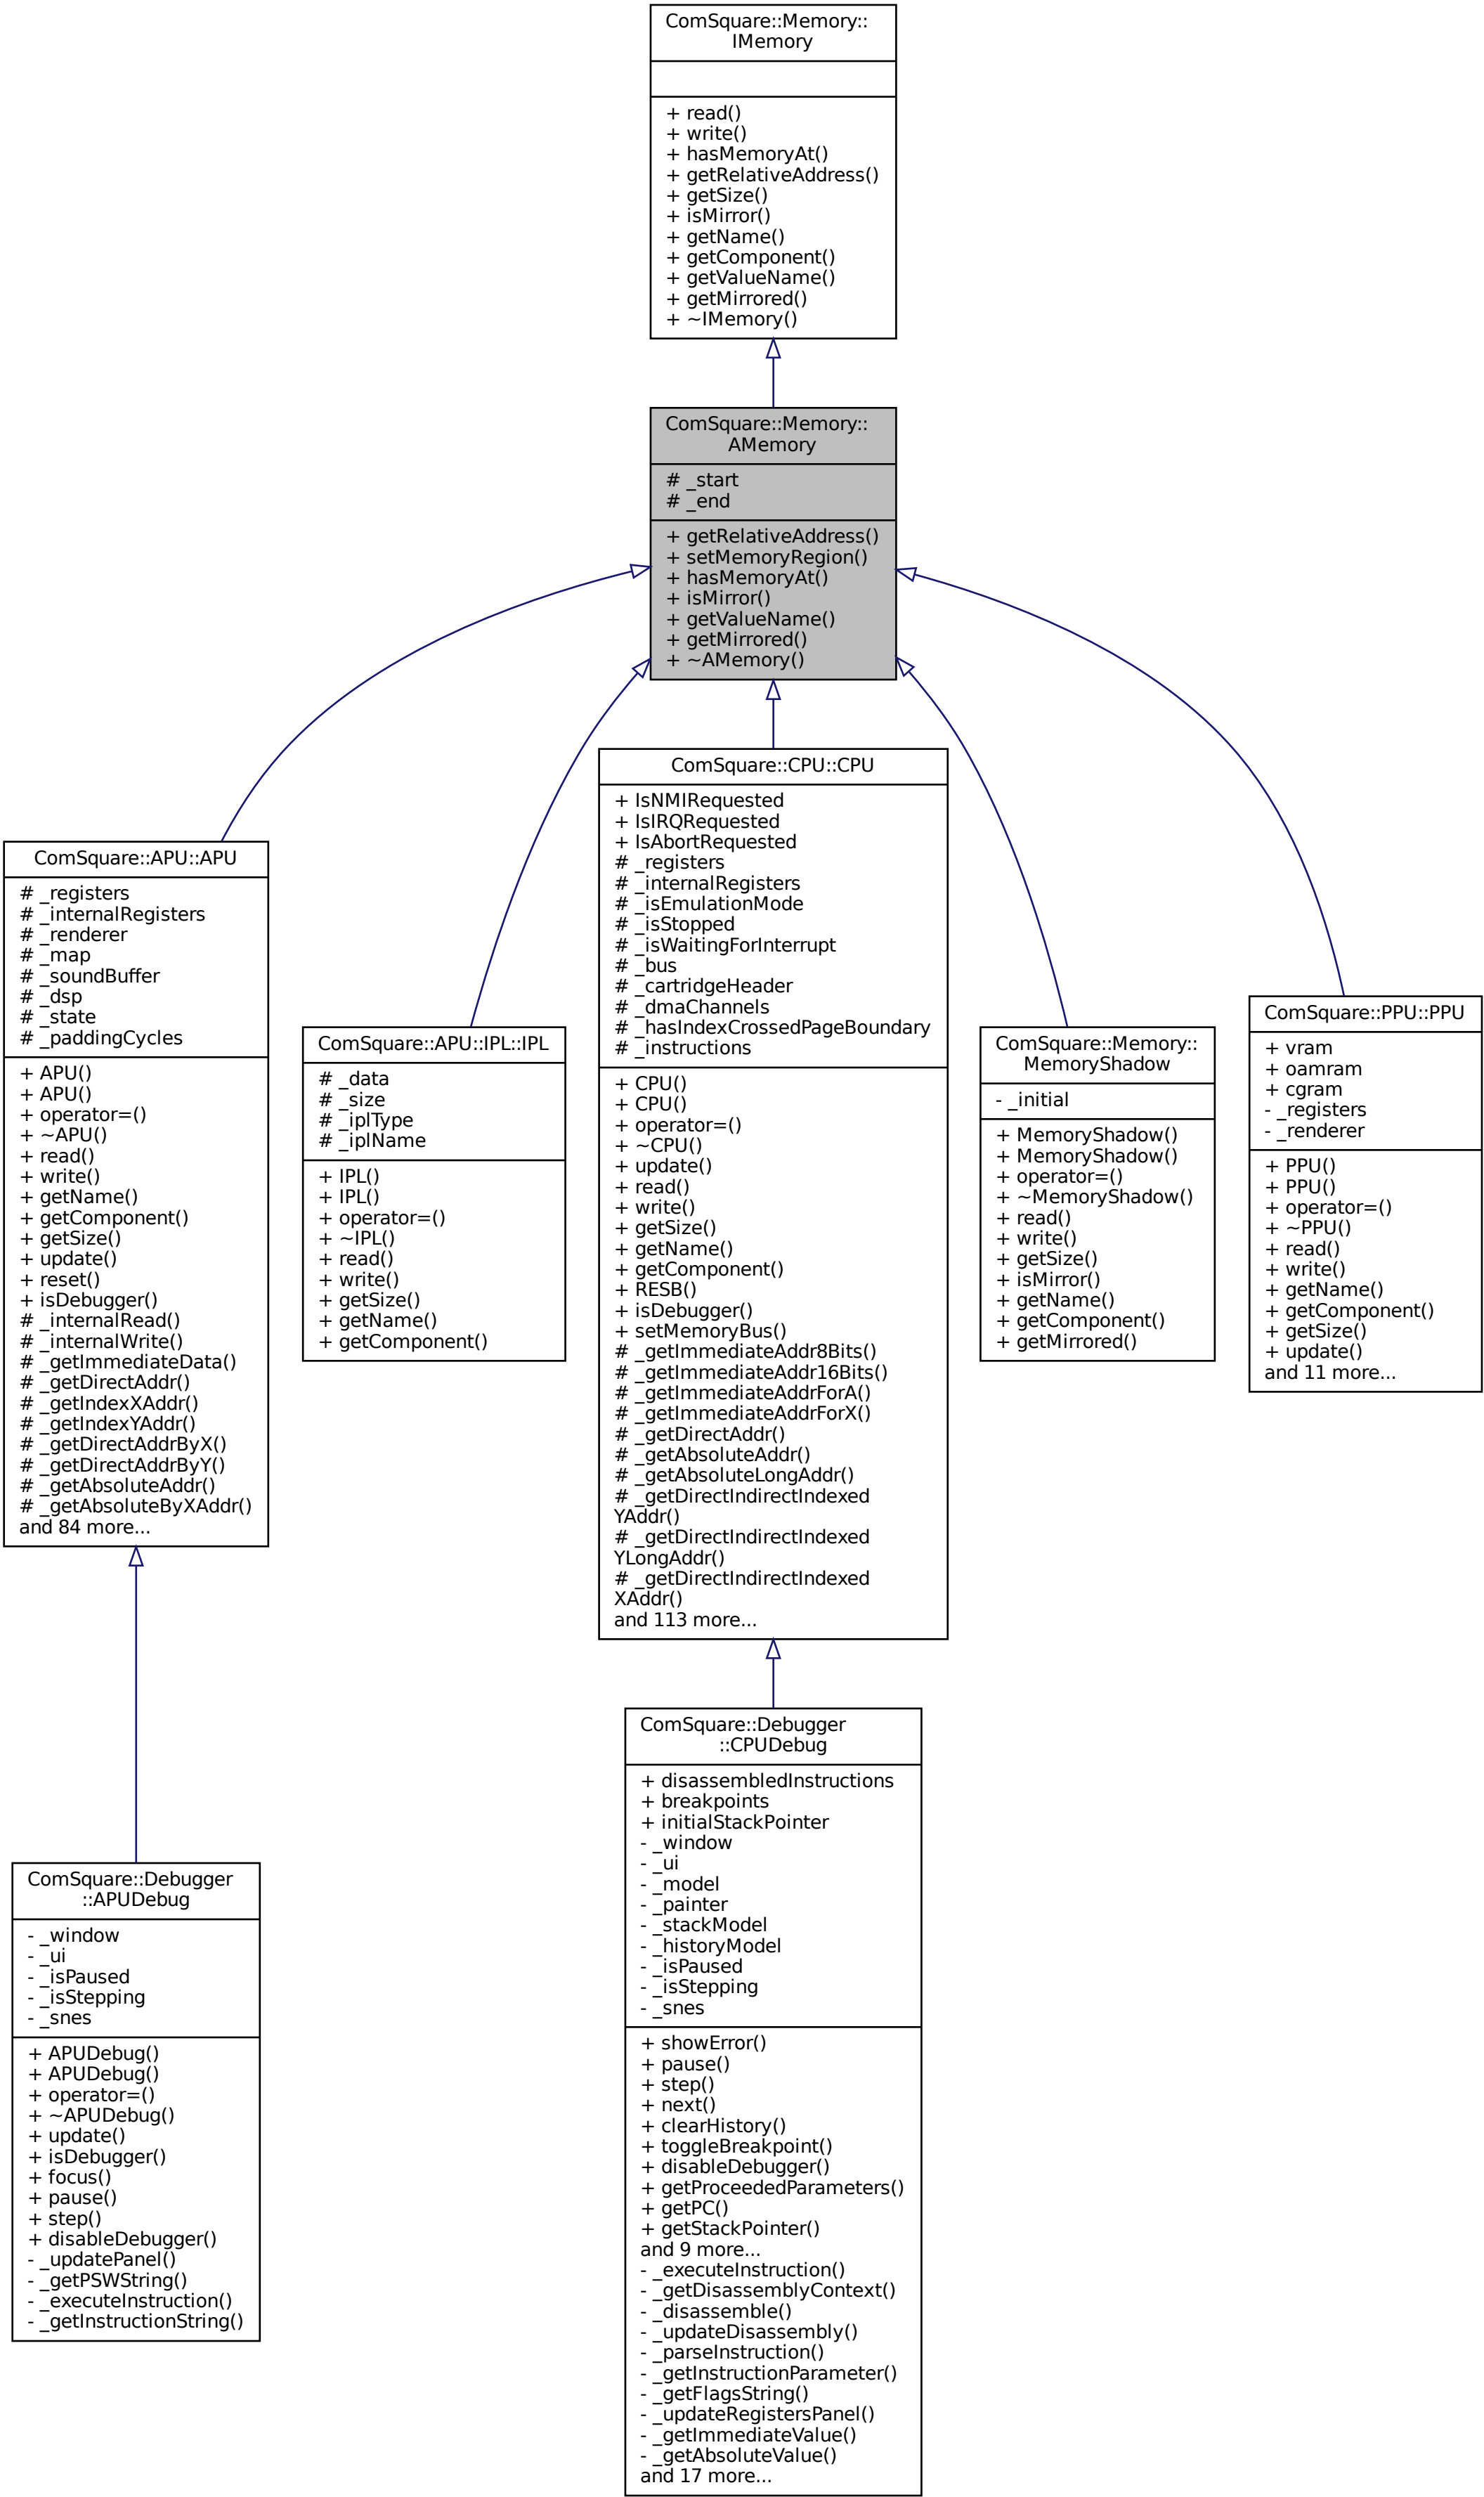 ComSquare::Memory::
IMemory
+ read()
+ write()
+ hasMemoryAt()
+ getRelativeAddress()
+ getSize()
+ isMirror()
+ getName()
+ getComponent()
+ getValueName()
+ getMirrored()
+ ~IMemory()
ComSquare::Memory::
AMemory
# _start
# _end
+ getRelativeAddress()
+ setMemoryRegion()
+ hasMemoryAt()
+ isMirror()
+ getValueName()
+ getMirrored()
+ ~AMemory()
ComSquare::APU::APU
# _registers
# _internalRegisters
# _renderer
# _map
# _soundBuffer
# _dsp
# _state
# _paddingCycles
+ APU()
+ APU()
+ operator=()
+ ~APU()
+ read()
+ write()
+ getName()
+ getComponent()
+ getSize()
+ update()
+ reset()
+ isDebugger()
# _internalRead()
# _internalWrite()
# _getImmediateData()
# _getDirectAddr()
# _getIndexXAddr()
# _getIndexYAddr()
# _getDirectAddrByX()
# _getDirectAddrByY()
# _getAbsoluteAddr()
# _getAbsoluteByXAddr()
and 84 more...
ComSquare::APU::IPL::IPL
# _data
# _size
# _iplType
# _iplName
+ IPL()
+ IPL()
+ operator=()
+ ~IPL()
+ read()
+ write()
+ getSize()
+ getName()
+ getComponent()
ComSquare::CPU::CPU
+ IsNMIRequested
+ IsIRQRequested
+ IsAbortRequested
# _registers
# _internalRegisters
# _isEmulationMode
# _isStopped
# _isWaitingForInterrupt
# _bus
# _cartridgeHeader
# _dmaChannels
# _hasIndexCrossedPageBoundary
# _instructions
+ CPU()
+ CPU()
+ operator=()
+ ~CPU()
+ update()
+ read()
+ write()
+ getSize()
+ getName()
+ getComponent()
+ RESB()
+ isDebugger()
+ setMemoryBus()
# _getImmediateAddr8Bits()
# _getImmediateAddr16Bits()
# _getImmediateAddrForA()
# _getImmediateAddrForX()
# _getDirectAddr()
# _getAbsoluteAddr()
# _getAbsoluteLongAddr()
# _getDirectIndirectIndexed
YAddr()
# _getDirectIndirectIndexed
YLongAddr()
# _getDirectIndirectIndexed
XAddr()
and 113 more...
ComSquare::Memory::
MemoryShadow
- _initial
+ MemoryShadow()
+ MemoryShadow()
+ operator=()
+ ~MemoryShadow()
+ read()
+ write()
+ getSize()
+ isMirror()
+ getName()
+ getComponent()
+ getMirrored()
ComSquare::PPU::PPU
+ vram
+ oamram
+ cgram
- _registers
- _renderer
+ PPU()
+ PPU()
+ operator=()
+ ~PPU()
+ read()
+ write()
+ getName()
+ getComponent()
+ getSize()
+ update()
and 11 more...
ComSquare::Debugger
::APUDebug
- _window
- _ui
- _isPaused
- _isStepping
- _snes
+ APUDebug()
+ APUDebug()
+ operator=()
+ ~APUDebug()
+ update()
+ isDebugger()
+ focus()
+ pause()
+ step()
+ disableDebugger()
- _updatePanel()
- _getPSWString()
- _executeInstruction()
- _getInstructionString()
ComSquare::Debugger
::CPUDebug
+ disassembledInstructions
+ breakpoints
+ initialStackPointer
- _window
- _ui
- _model
- _painter
- _stackModel
- _historyModel
- _isPaused
- _isStepping
- _snes
+ showError()
+ pause()
+ step()
+ next()
+ clearHistory()
+ toggleBreakpoint()
+ disableDebugger()
+ getProceededParameters()
+ getPC()
+ getStackPointer()
and 9 more...
- _executeInstruction()
- _getDisassemblyContext()
- _disassemble()
- _updateDisassembly()
- _parseInstruction()
- _getInstructionParameter()
- _getFlagsString()
- _updateRegistersPanel()
- _getImmediateValue()
- _getAbsoluteValue()
and 17 more...